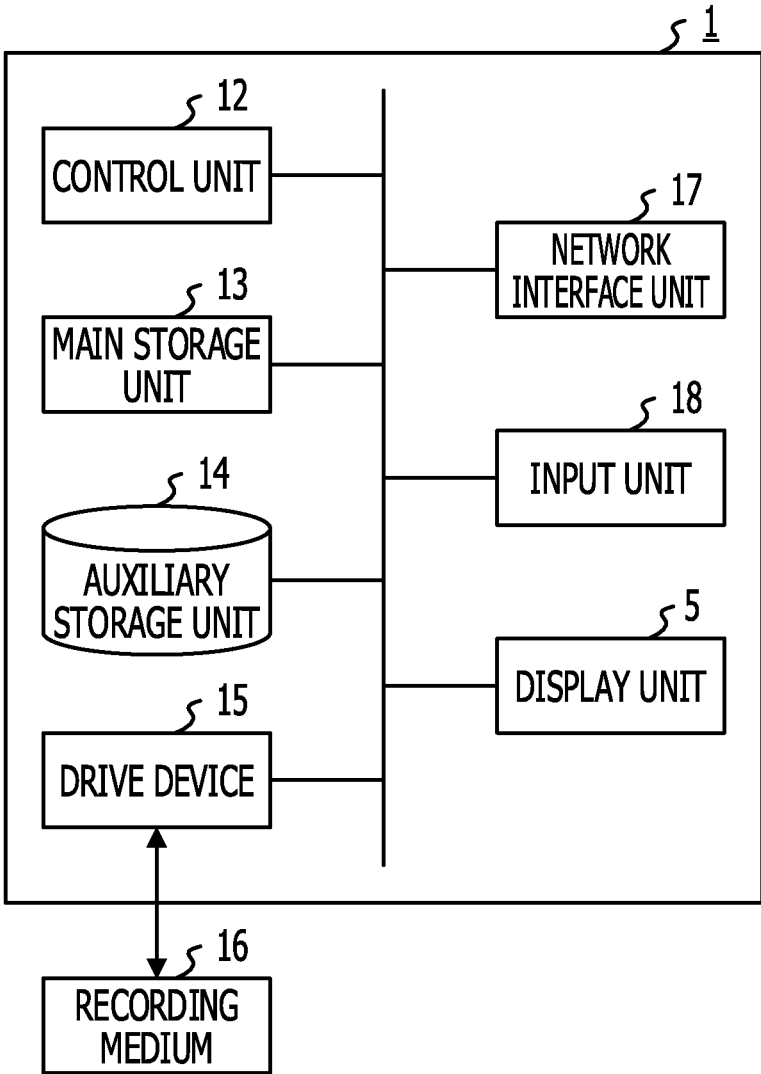 1
12
CONTROL UNIT
17
NETWORK
INTERFACE UNIT
13
MAIN STORAGE
UNIT
18
INPUT UNIT
14
AUXILIARY
STORAGE UNIT
5
DISPLAY UNIT
15
DRIVE DEVICE
16
RECORDING
MEDIUM